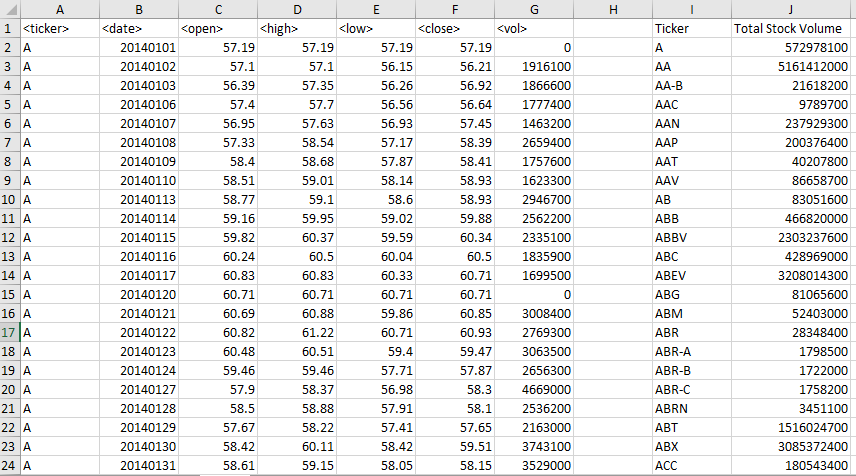 A B C D E F G H I J
1 <ticker> <date> <open> <high> <low> <close> <vol> Ticker Total Stock Volume
2 A 20140101 57.19 57.19 57.19 57.19 0 A 572978100
3 A 20140102 57.1 57.1 56.15 56.21 1916100 AA 5161412000
4 A 20140103 56.39 57.35 56.26 56.92 1866600 AA-B 21618200
5 A 20140106 57.4 57.7 56.56 56.64 1777400 AAC 9789700
6 A 20140107 56.95 57.63 56.93 57.45 1463200 AAN 237929300
7 A 20140108 57.33 58.54 57.17 58.39 2659400 AAP 200376400
8 A 20140109 58.4 58.68 57.87 58.41 1757600 AAT 40207800
9 A 20140110 58.51 59.01 58.14 58.93 1623300 AAV 86658700
10 A 20140113 58.77 59.1 58.6 58.93 2946700 AB 83051600
11 A 20140114 59.16 59.95 59.02 59.88 2562200 ABB 466820000
12 A 20140115 59.82 60.37 59.59 60.34 2335100 ABBV 2303237600
13 A 20140116 60.24 60.5 60.04 60.5 1835900 ABC 428969000
14 A 20140117 60.83 60.83 60.33 60.71 1699500 ABEV 3208014300
15 A 20140120 60.71 60.71 60.71 60.71 0 ABG 81065600
16 A 20140121 60.69 60.88 59.86 60.85 3008400 ABM 52403000
17 A 20140122 60.82 61.22 60.71 60.93 2769300 ABR 28348400
18 A 20140123 60.48 60.51 59.4 59.47 3063500 ABR-A 1798500
19 A 20140124 59.46 59.46 57.71 57.87 2656300 ABR-B 1722000
20 A 20140127 57.9 58.37 56.98 58.3 4669000 ABR-C 1758200
21 A 20140128 58.5 58.88 57.91 58.1 2536200 ABRN 3451100
22 A 20140129 57.67 58.22 57.41 57.65 2163000 ABT 1516024700
23 A 20140130 58.42 60.11 58.42 59.51 3743100 ABX 3085372400
24 A 20140131 58.61 59.15 58.05 58.15 3529000 ACC 180543400